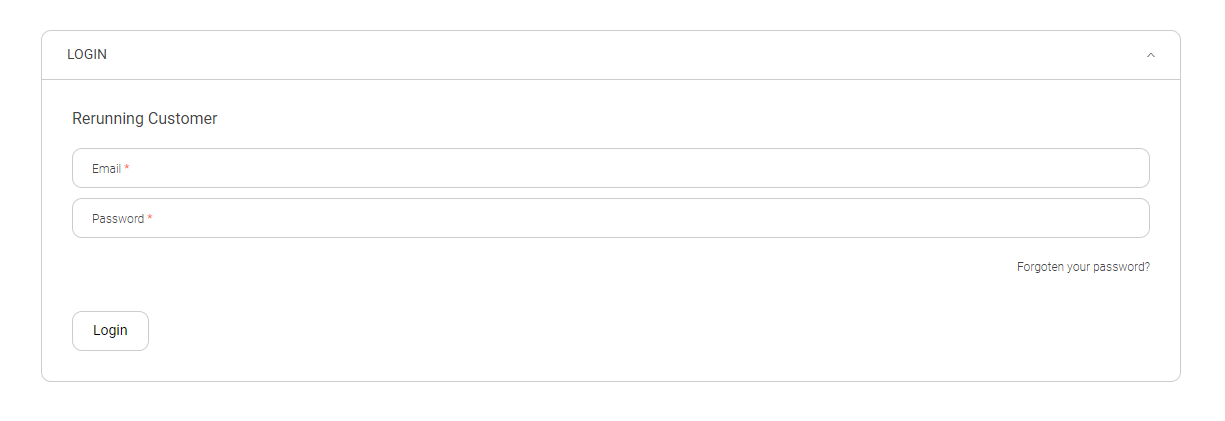 LOGIN
Rerunning Customer
Email *
Password *
Forgoten your password?
Login